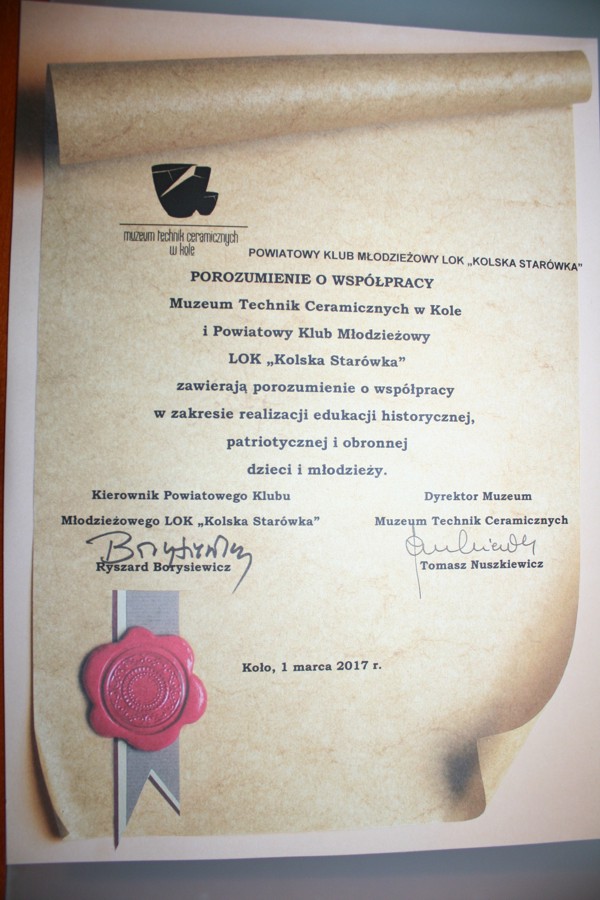 muzeum technik ceramicznych
w kole
POWIATOWY KLUB MŁODZIEŻOWY LOK „KOLSKA STARÓWKA”
POROZUMIENIE O WSPÓŁPRACY
Muzeum Technik Ceramicznych w Kole
i Powiatowy Klub Młodzieżowy
LOK „Kolska Starówka”
zawierają porozumienie o współpracy
w zakresie realizacji edukacji historycznej,
patriotycznej i obronnej
dzieci i młodzieży.
Kierownik Powiatowego Klubu
Młodzieżowego LOK „Kolska Starówka”
Borysiewicz
Ryszard Borysiewicz
Dyrektor Muzeum
Muzeum Technik Ceramicznych
Tomasz Nuszkiewicz
Koło, 1 marca 2017 r.